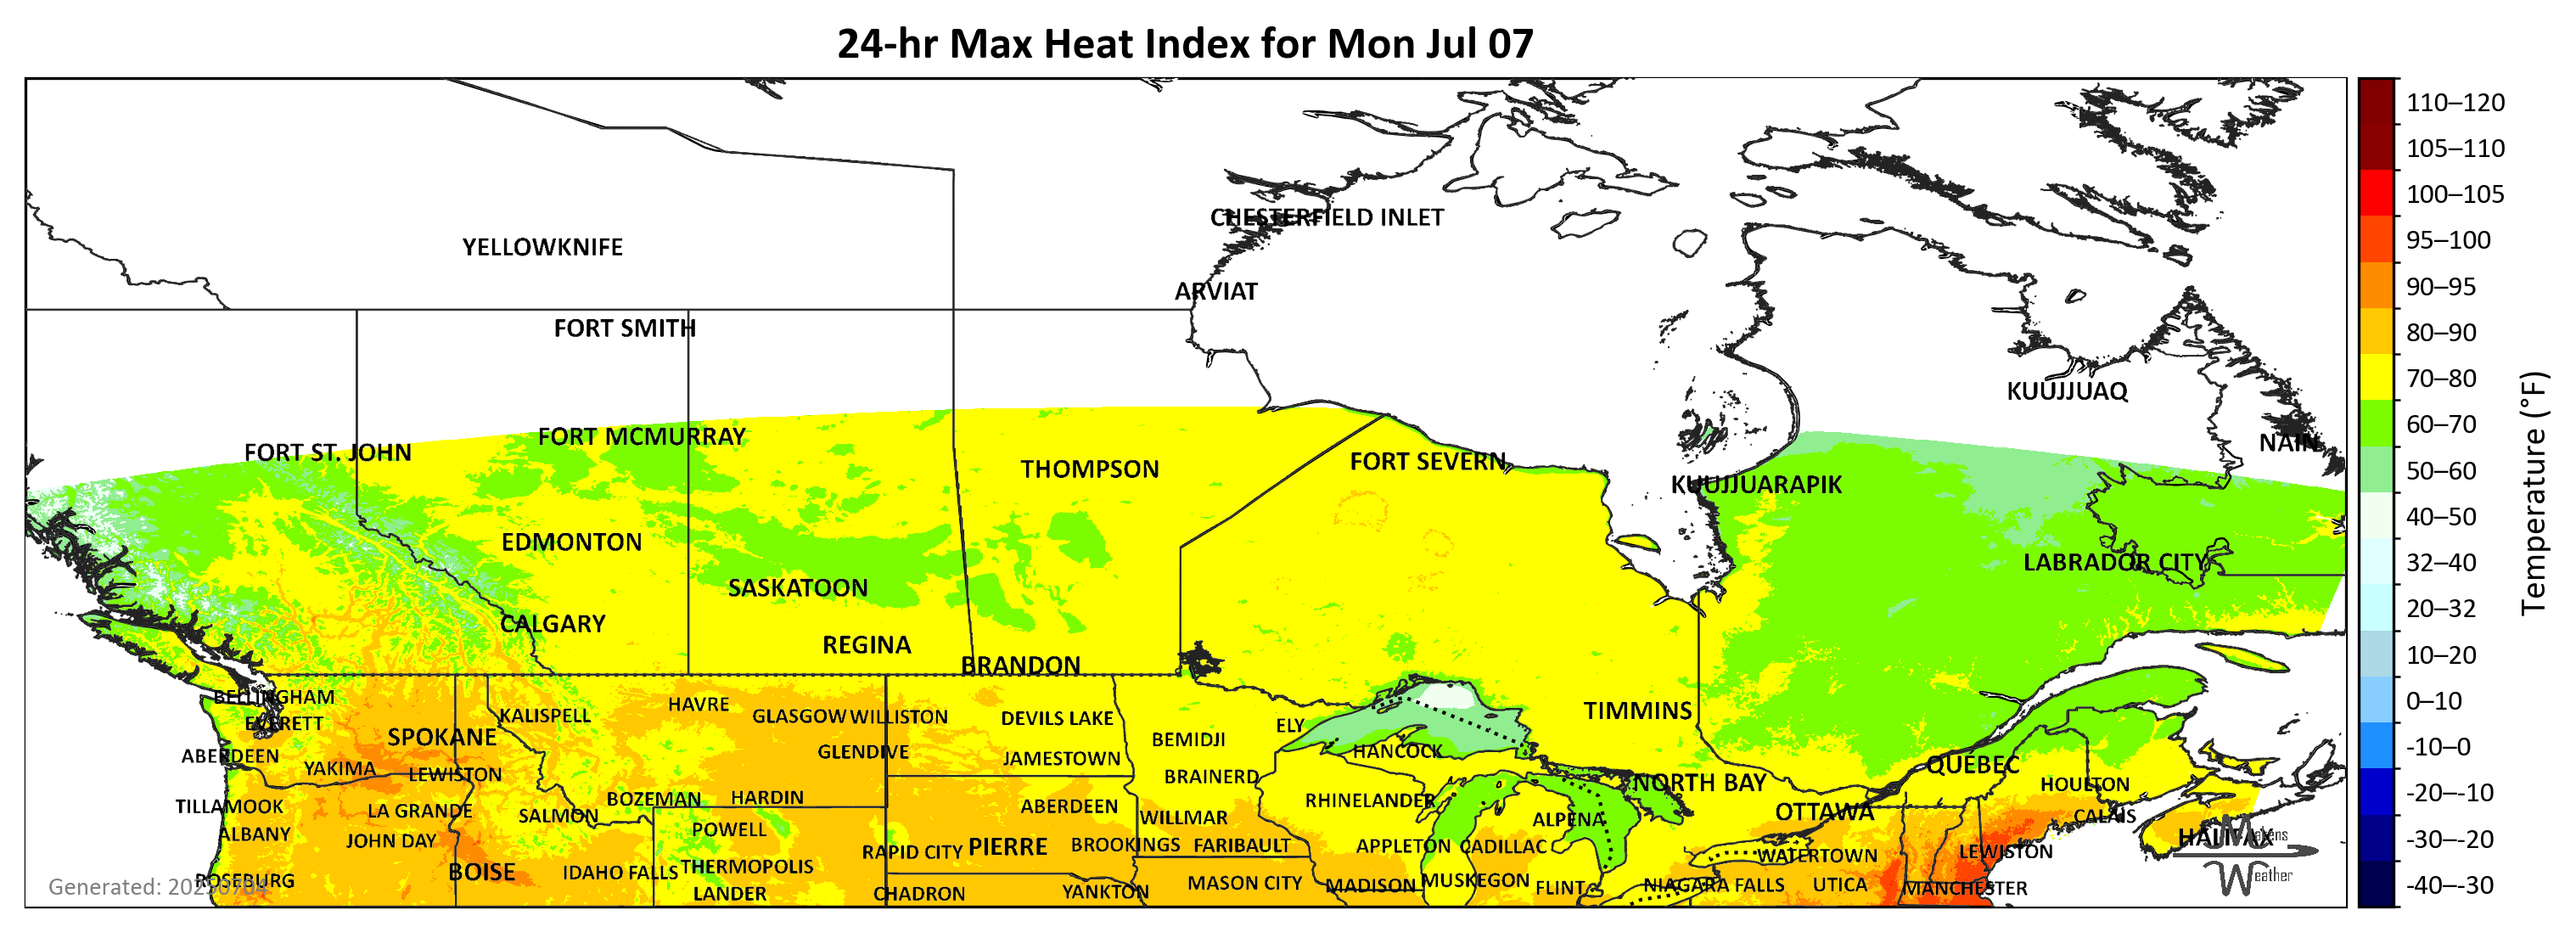 24-hr Max Heat Index for Mon Jul 07
110–120
105–110
100–105
95–100
90–95
80–90
70–80
60–70
50–60
40–50
32–40
20–32
10–20
0–10
-10–0
-20–-10
-30–-20
-40–-30
Temperature (°F)
CHESTERFIELD INLET
YELLOWKNIFE
ARVIAT
FORT SMITH
KUUJJUAQ
FORT MCMURRAY
NAIN
FORT ST. JOHN
FORT SEVERN
THOMPSON
KUUJJUARAPIK
EDMONTON
LABRADOR CITY
SASKATOON
CALGARY
REGINA
BRANDON
BELLINGHAM
HAVRE
TIMMINS
KALISPELL
GLASGOW
WILLISTON
DEVILS LAKE
EVERETT
ELY
SPOKANE
BEMIDJI
GLENDIVE
HANCOCK
ABERDEEN
JAMESTOWN
QUEBEC
YAKIMA
LEWISTON
BRAINERD
NORTH BAY
HOULTON
BOZEMAN
HARDIN
RHINELANDER
TILLAMOOK
ABERDEEN
LA GRANDE
SALMON
WILLMAR
OTTAWA
CALAIS
ALPENA
POWELL
ALBANY
JOHN DAY
HALIFAX
PIERRE
BROOKINGS
FARIBAULT
APPLETON
CADILLAC
RAPID CITY
LEWISTON
WATERTOWN
THERMOPOLIS
BOISE
IDAHO FALLS
ROSEBURG
MASON CITY
MADISON
MUSKEGON
FLINT
NIAGARA FALLS
UTICA
MANCHESTER
LANDER
CHADRON
YANKTON
Makens
Weather
Generated: 20250704